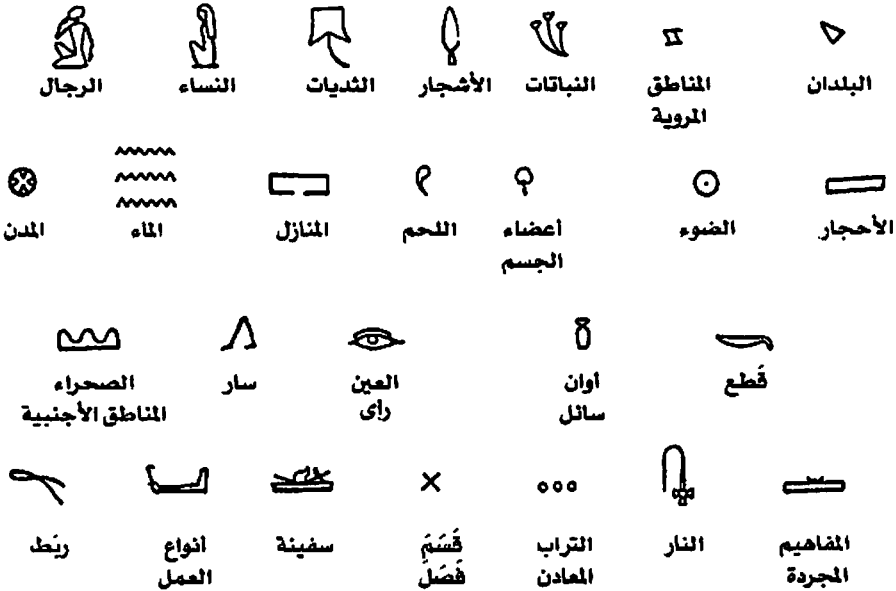 البلدان
المناطق
المروية
النباتات
الأشجار
الثديات
النساء
الرجال
الأحجار
الضوء
أعضاء
الجسم
اللحم
المنازل
الماء
المدن
قَطع
أوان
سائل
العين
رأى
سار
الصحراء
المناطق الأجنبية
المفاهيم
المجردة
النار
التراب
المعادن
قَسَمَ
فَصَلَ
سفينة
أنواع
العمل
ربَط